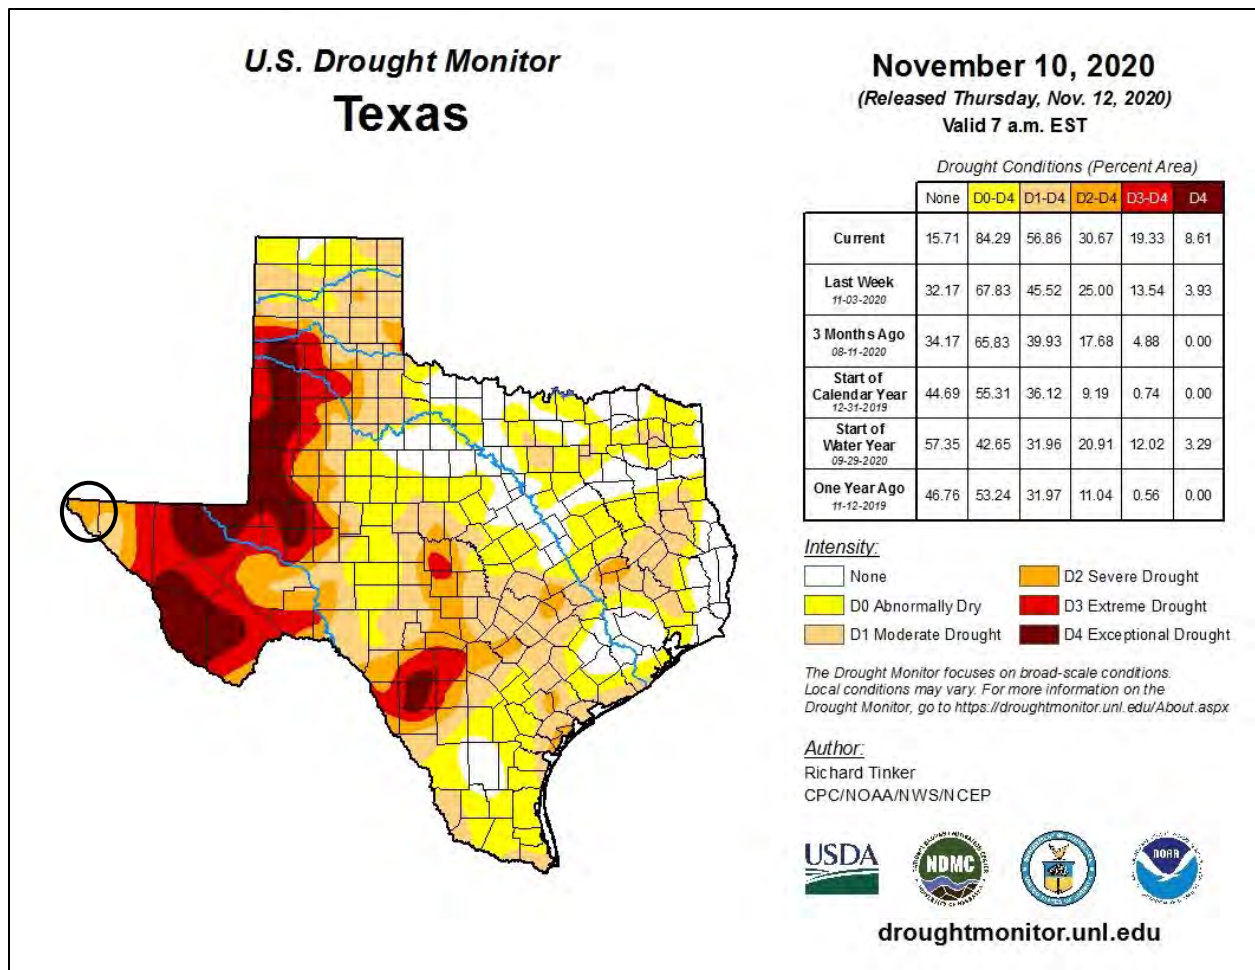 U.S. Drought Monitor
Texas
November 10, 2020
(Released Thursday, Nov. 12, 2020)
Valid 7 a.m. EST
Drought Conditions (Percent Area)
None D0-D4 D1-D4 D2-D4 D3-D4 D4
Current 15.71 84.29 56.86 30.67 19.33 8.61
Last Week
11-03-2020 32.17 67.83 45.52 25.00 13.54 3.93
3 Months Ago
08-11-2020 34.17 65.83 39.93 17.68 4.88 0.00
Start of
Calendar Year
12-31-2019 44.69 55.31 36.12 9.19 0.74 0.00
Start of
Water Year
09-29-2020 57.35 42.65 31.96 20.91 12.02 3.29
One Year Ago
11-12-2019 46.76 53.24 31.97 11.04 0.56 0.00
Intensity:
None
D0 Abnormally Dry
D1 Moderate Drought
D2 Severe Drought
D3 Extreme Drought
D4 Exceptional Drought
The Drought Monitor focuses on broad-scale conditions.
Local conditions may vary. For more information on the
Drought Monitor, go to https://droughtmonitor.unl.edu/About.aspx
Author:
Richard Tinker
CPC/NOAA/NWS/NCEP
USDA
NDMC
NOAA
droughtmonitor.unl.edu